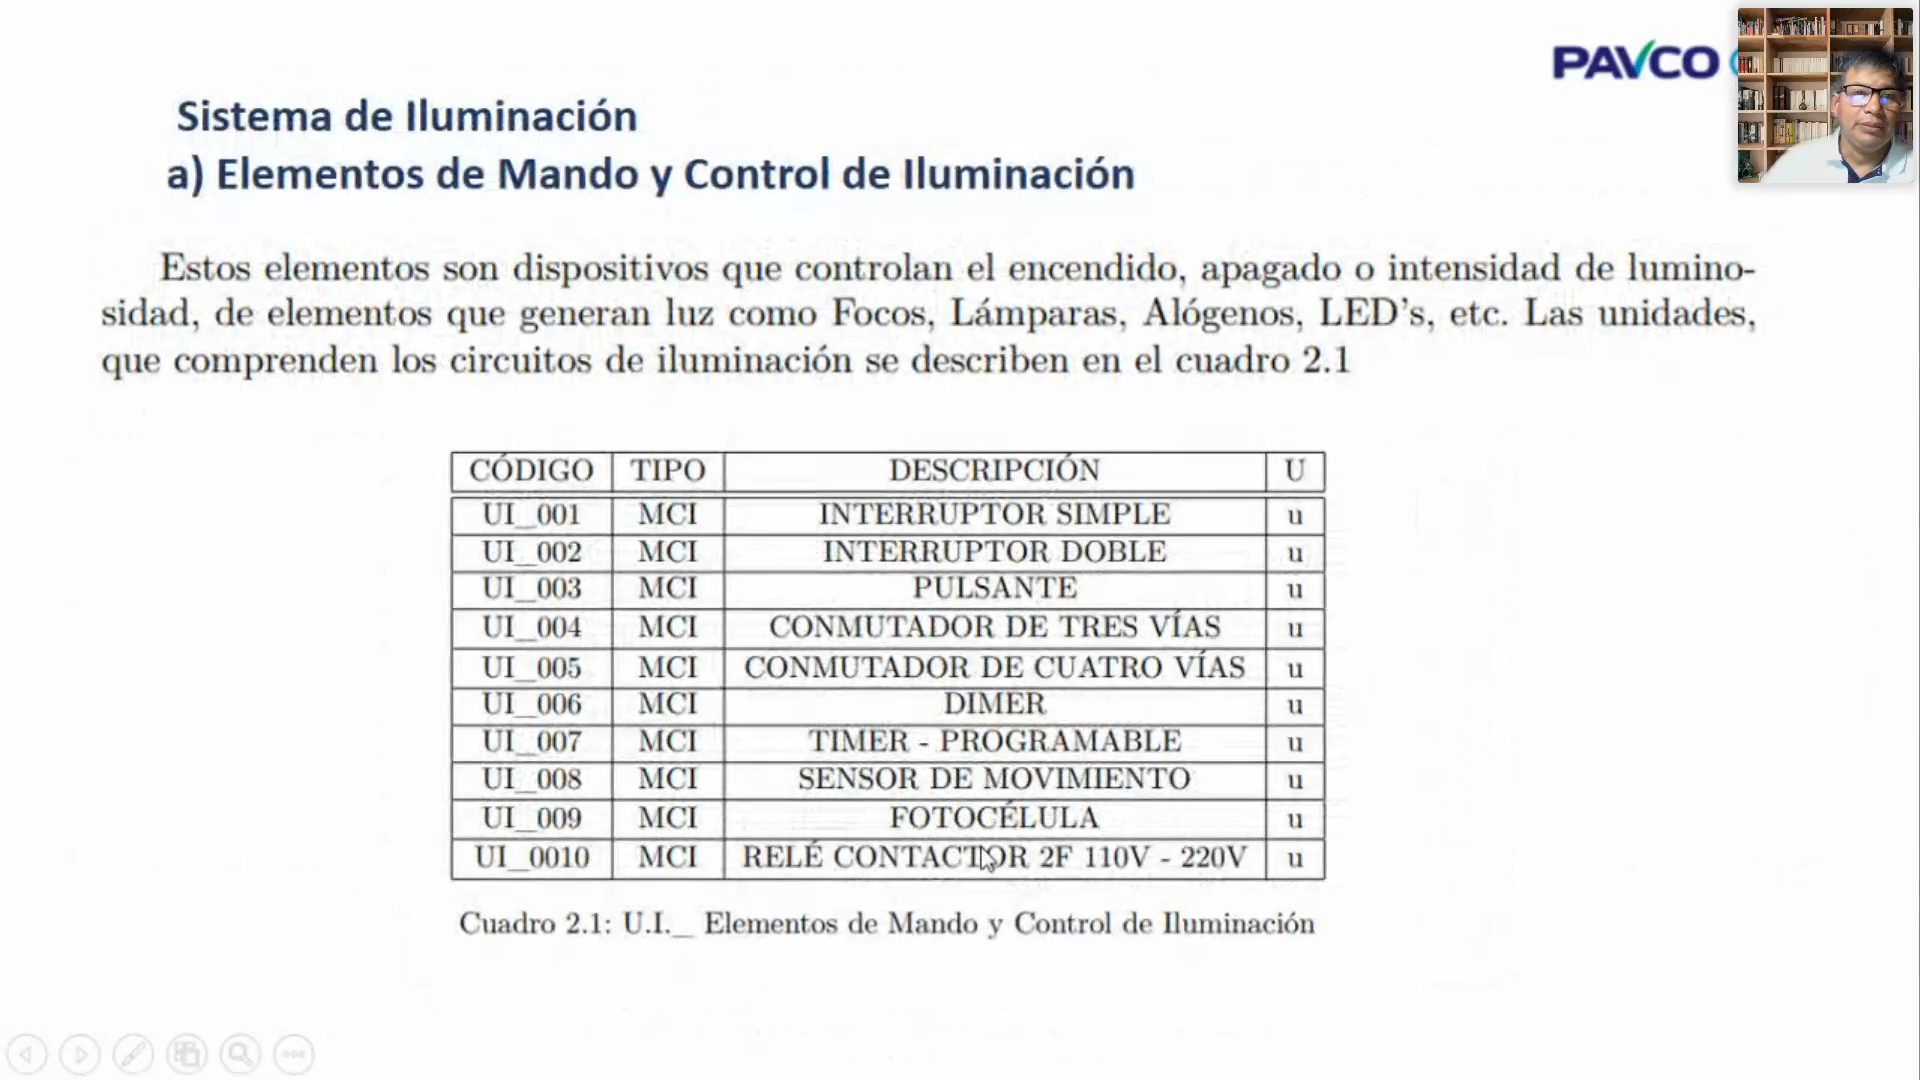 PAVCO
Sistema de Iluminación
a) Elementos de Mando y Control de Iluminación
Estos elementos son dispositivos que controlan el encendido, apagado o intensidad de lumino-
sidad, de elementos que generan luz como Focos, Lámparas, Alógenos, LED's, etc. Las unidades,
que comprenden los circuitos de iluminación se describen en el cuadro 2.1
CÓDIGO TIPO DESCRIPCIÓN U
UI_001 MCI INTERRUPTOR SIMPLE u
UI_002 MCI INTERRUPTOR DOBLE u
UI_003 MCI PULSANTE u
UI_004 MCI CONMUTADOR DE TRES VÍAS u
UI_005 MCI CONMUTADOR DE CUATRO VÍAS u
UI_006 MCI DIMER u
UI_007 MCI TIMER - PROGRAMABLE u
UI_008 MCI SENSOR DE MOVIMIENTO u
UI_009 MCI FOTOCÉLULA u
UI_0010 MCI RELÉ CONTACTOR 2F 110V - 220V u
Cuadro 2.1: U.I._ Elementos de Mando y Control de Iluminación